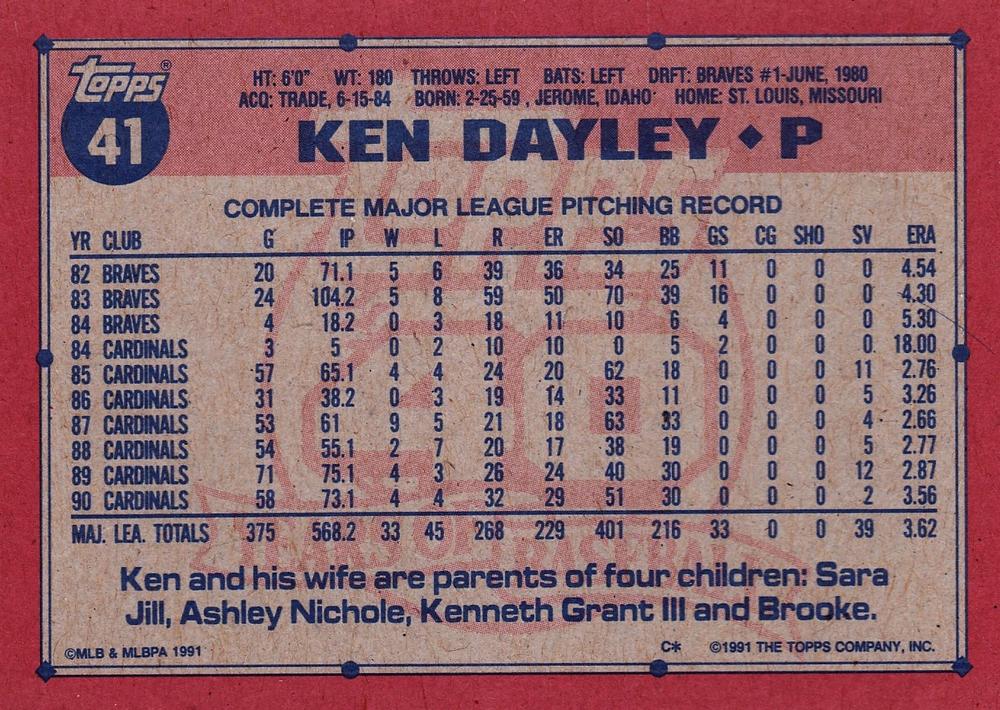 topps®
41
HT: 6'0" WT: 180 THROWS: LEFT BATS: LEFT DRFT: BRAVES #1-JUNE, 1980
ACQ: TRADE, 6-15-84 BORN: 2-25-59 , JEROME, IDAHO HOME: ST. LOUIS, MISSOURI
KEN DAYLEY ◆ P
COMPLETE MAJOR LEAGUE PITCHING RECORD
YR CLUB G IP W L R ER SO BB GS CG SHO SV ERA
82 BRAVES 20 71.1 5 6 39 36 34 25 11 0 0 0 4.54
83 BRAVES 24 104.2 5 8 59 50 70 39 16 0 0 0 4.30
84 BRAVES 4 18.2 0 3 18 11 10 6 4 0 0 0 5.30
84 CARDINALS 3 5 0 2 10 10 0 5 2 0 0 0 18.00
85 CARDINALS 57 65.1 4 4 24 20 62 18 0 0 0 11 2.76
86 CARDINALS 31 38.2 0 3 19 14 33 11 0 0 0 5 3.26
87 CARDINALS 53 61 9 5 21 18 63 33 0 0 0 4 2.66
88 CARDINALS 54 55.1 2 7 20 17 38 19 0 0 0 5 2.77
89 CARDINALS 71 75.1 4 3 26 24 40 30 0 0 0 12 2.87
90 CARDINALS 58 73.1 4 4 32 29 51 30 0 0 0 2 3.56
MAJ. LEA. TOTALS 375 568.2 33 45 268 229 401 216 33 0 0 39 3.62
topps
40
YEARS OF BASEBALL
Ken and his wife are parents of four children: Sara
Jill, Ashley Nichole, Kenneth Grant III and Brooke.
©MLB & MLBPA 1991 C* ©1991 THE TOPPS COMPANY, INC.